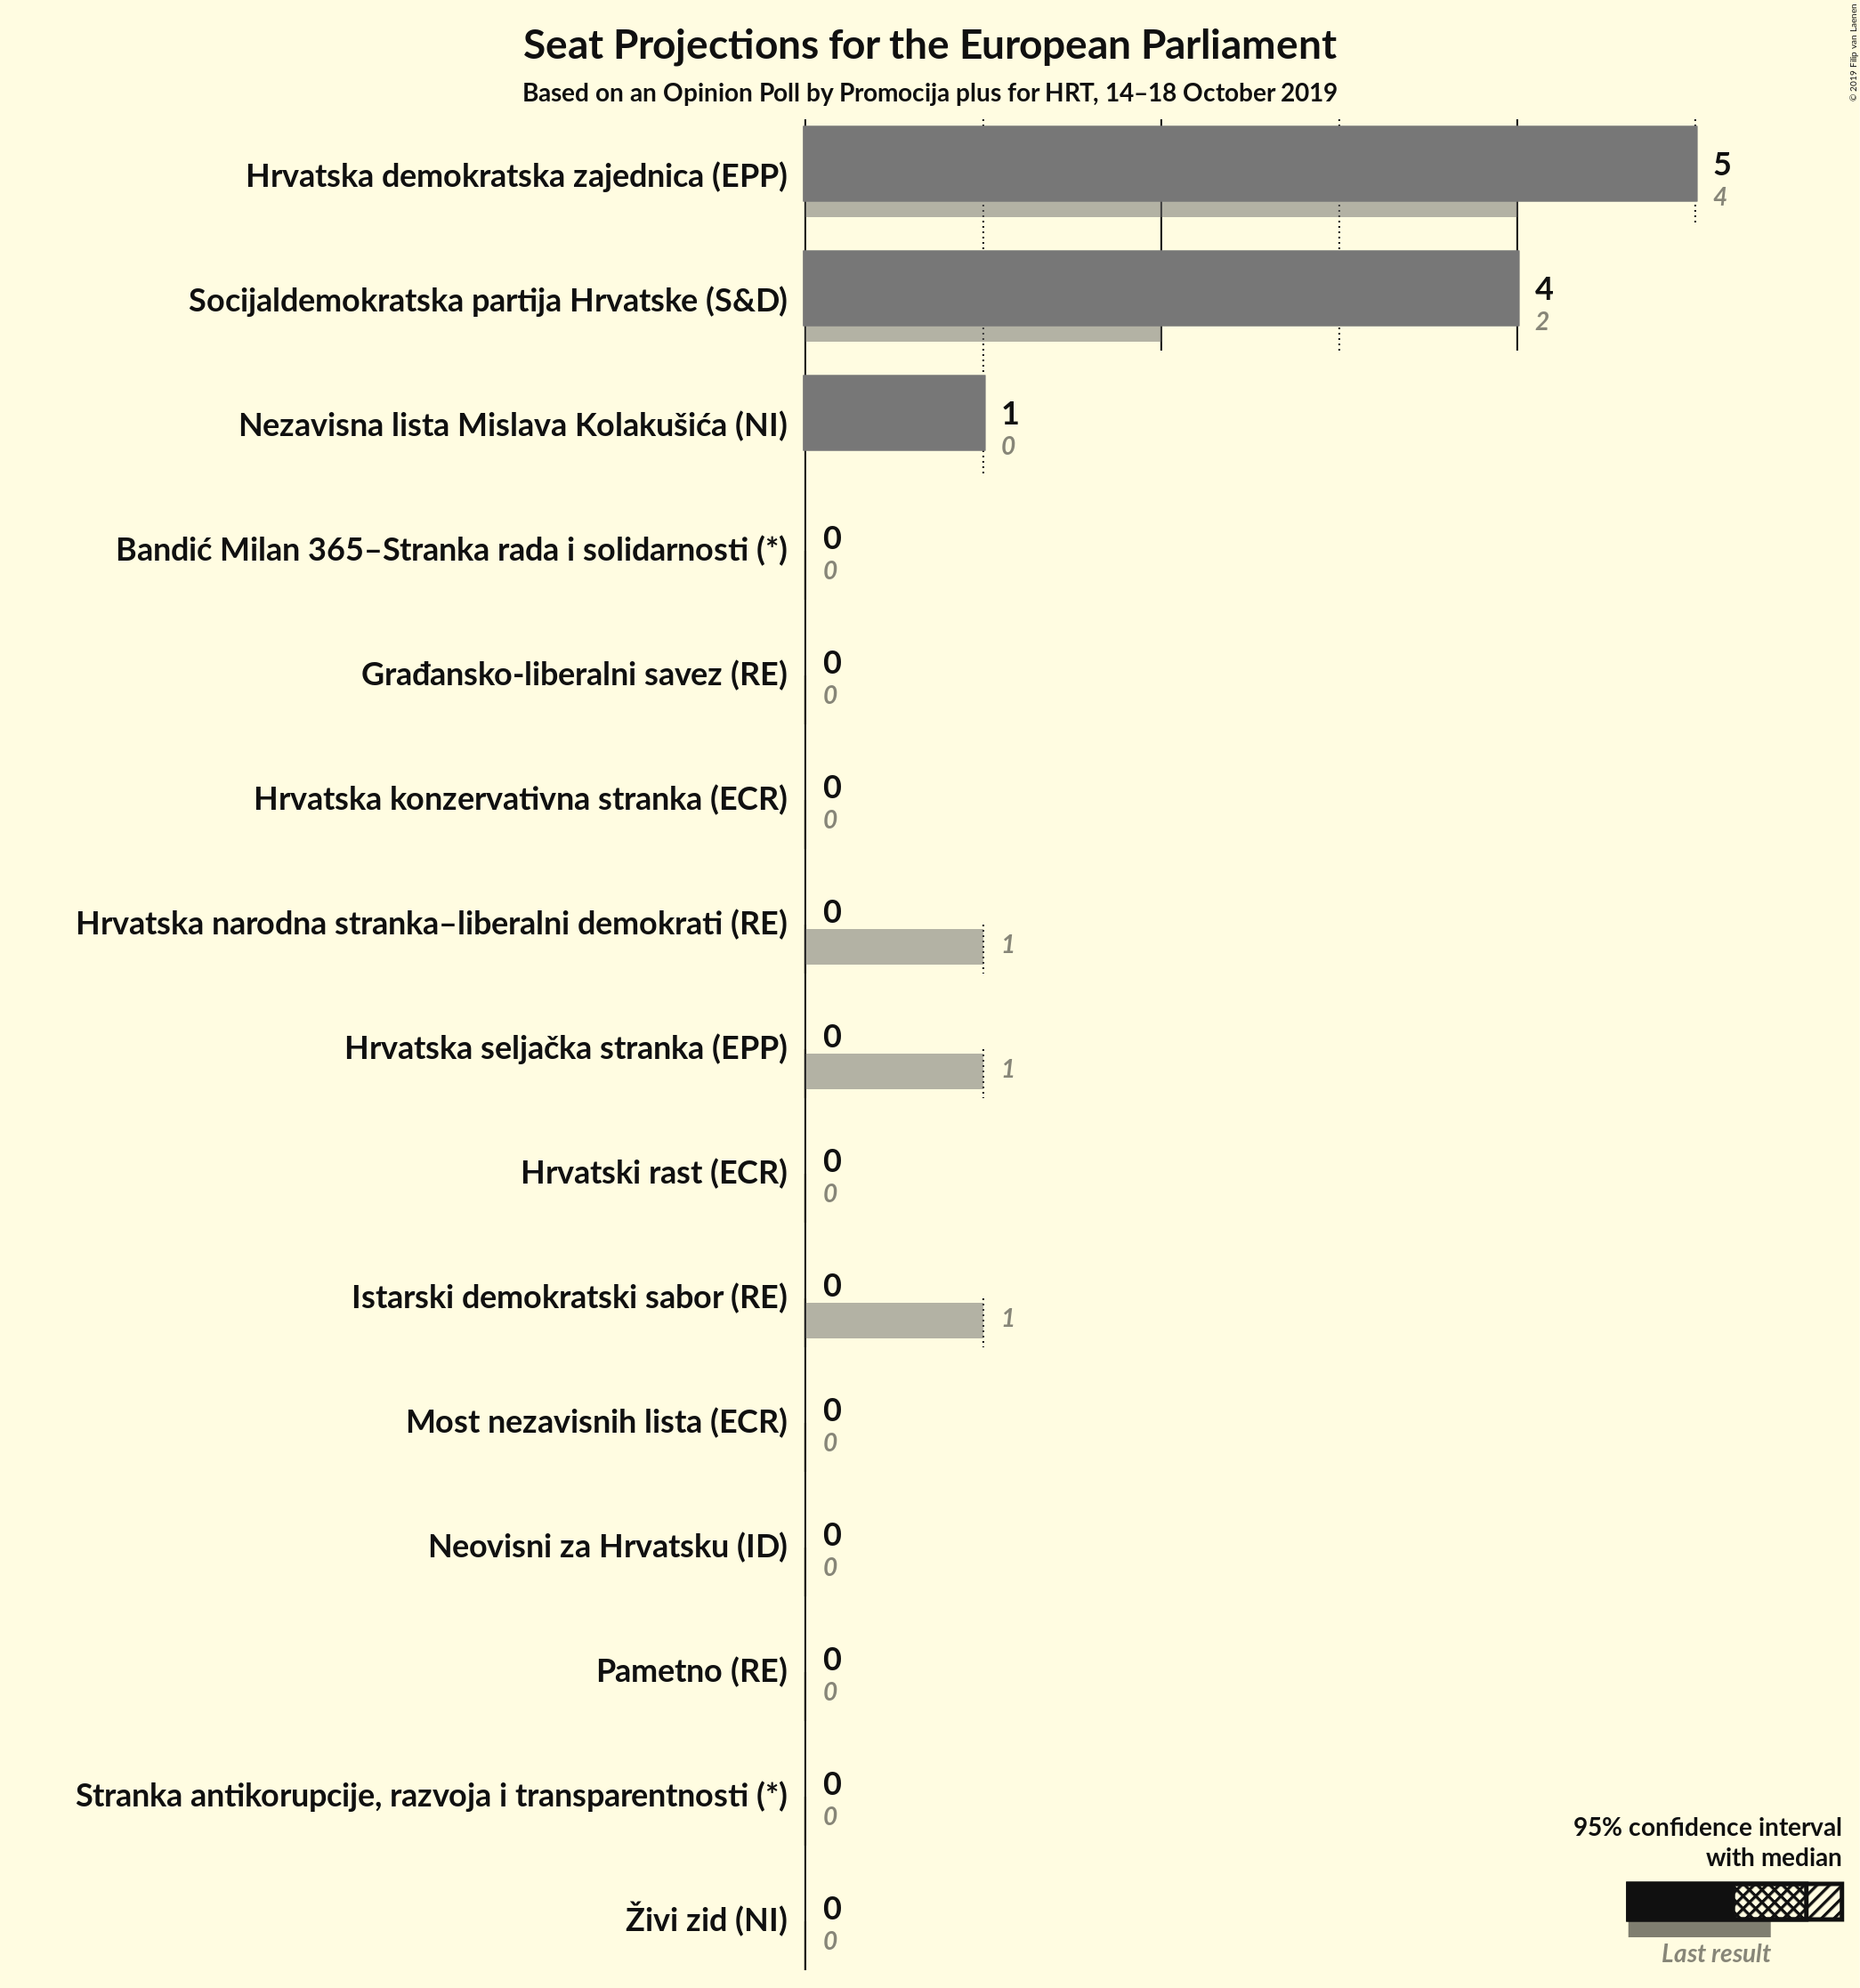 Seat Projections for the European Parliament
Based on an Opinion Poll by Promocija plus for HRT, 14–18 October 2019
© 2019 Filip van Laenen
Hrvatska demokratska zajednica (EPP)
5
4
Socijaldemokratska partija Hrvatske (S&D)
4
2
Nezavisna lista Mislava Kolakušića (NI)
1
0
Bandić Milan 365–Stranka rada i solidarnosti (*)
0
0
Građansko-liberalni savez (RE)
0
0
Hrvatska konzervativna stranka (ECR)
0
0
Hrvatska narodna stranka–liberalni demokrati (RE)
0
1
Hrvatska seljačka stranka (EPP)
0
1
Hrvatski rast (ECR)
0
0
Istarski demokratski sabor (RE)
0
1
Most nezavisnih lista (ECR)
0
0
Neovisni za Hrvatsku (ID)
0
0
Pametno (RE)
0
0
Stranka antikorupcije, razvoja i transparentnosti (*)
0
0
Živi zid (NI)
0
0
95% confidence interval
with median
Last result